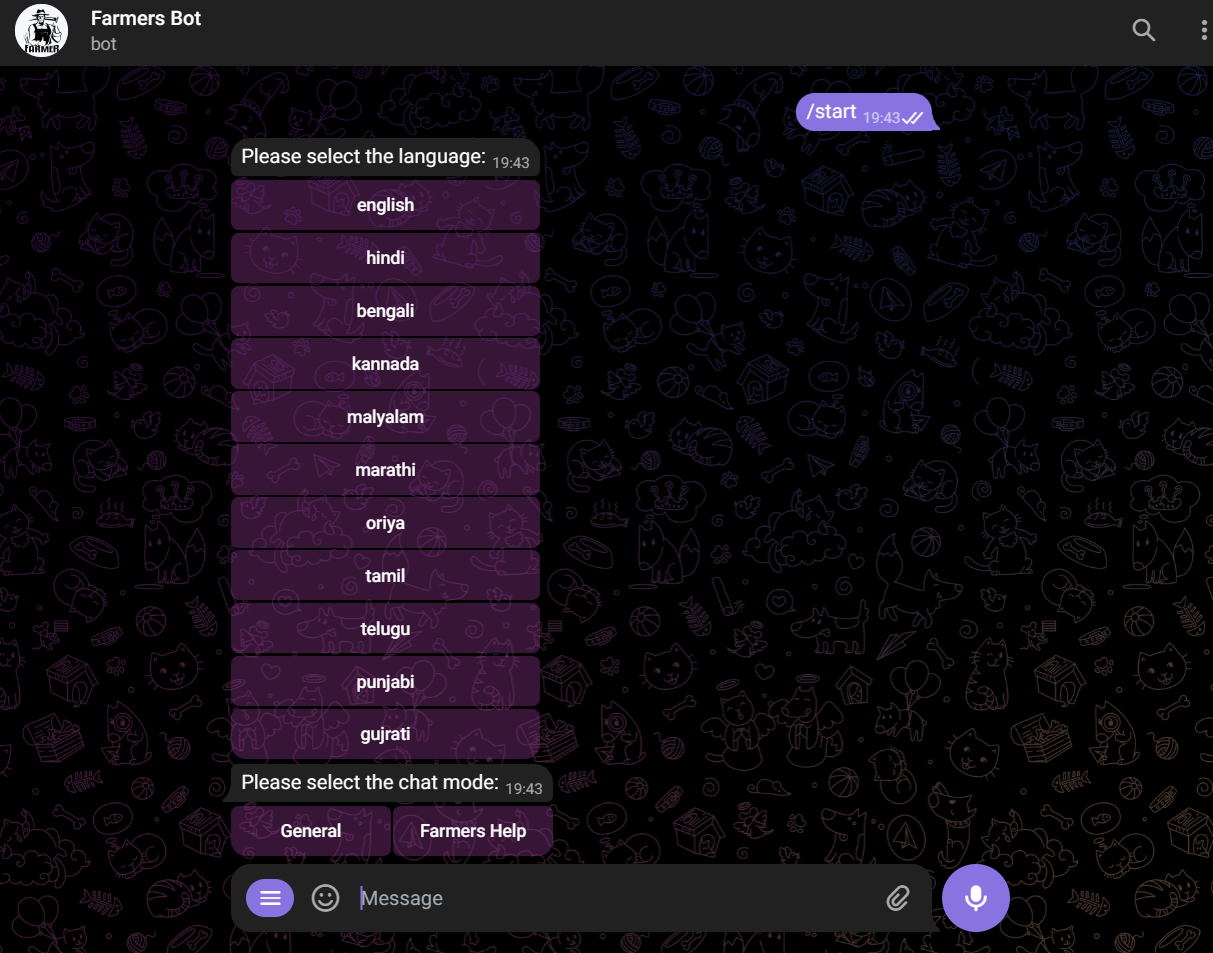 Farmers Bot
bot
FARMER
/start 19:43
Please select the language: 19:43
english
hindi
bengali
kannada
malyalam
marathi
oriya
tamil
telugu
punjabi
gujrati
Please select the chat mode: 19:43
General Farmers Help
Message